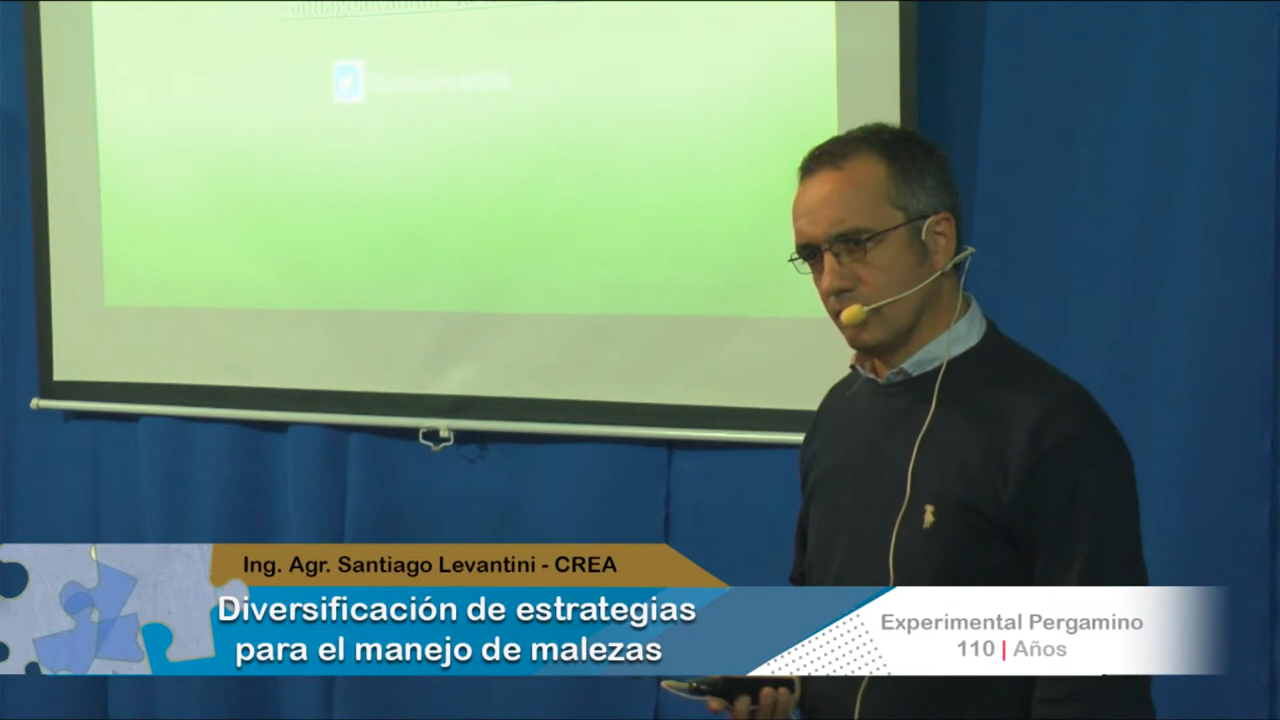 Ing. Agr. Santiago Levantini - CREA
Diversificación de estrategias
para el manejo de malezas
Experimental Pergamino
110 | Años